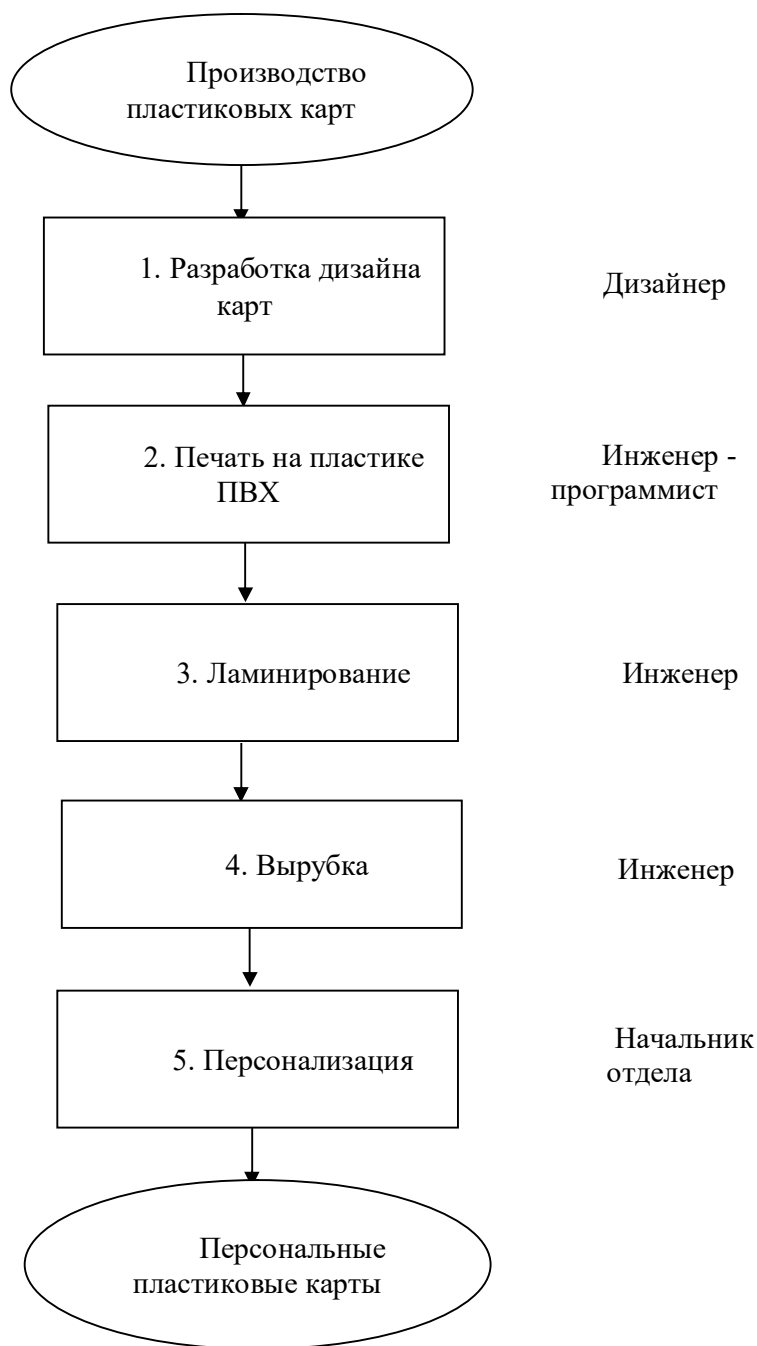 Производство
пластиковых карт
1. Разработка дизайна
карт
Дизайнер
2. Печать на пластике
ПВХ
Инженер -
программист
3. Ламинирование
Инженер
4. Вырубка
Инженер
5. Персонализация
Начальник
отдела
Персональные
пластиковые карты